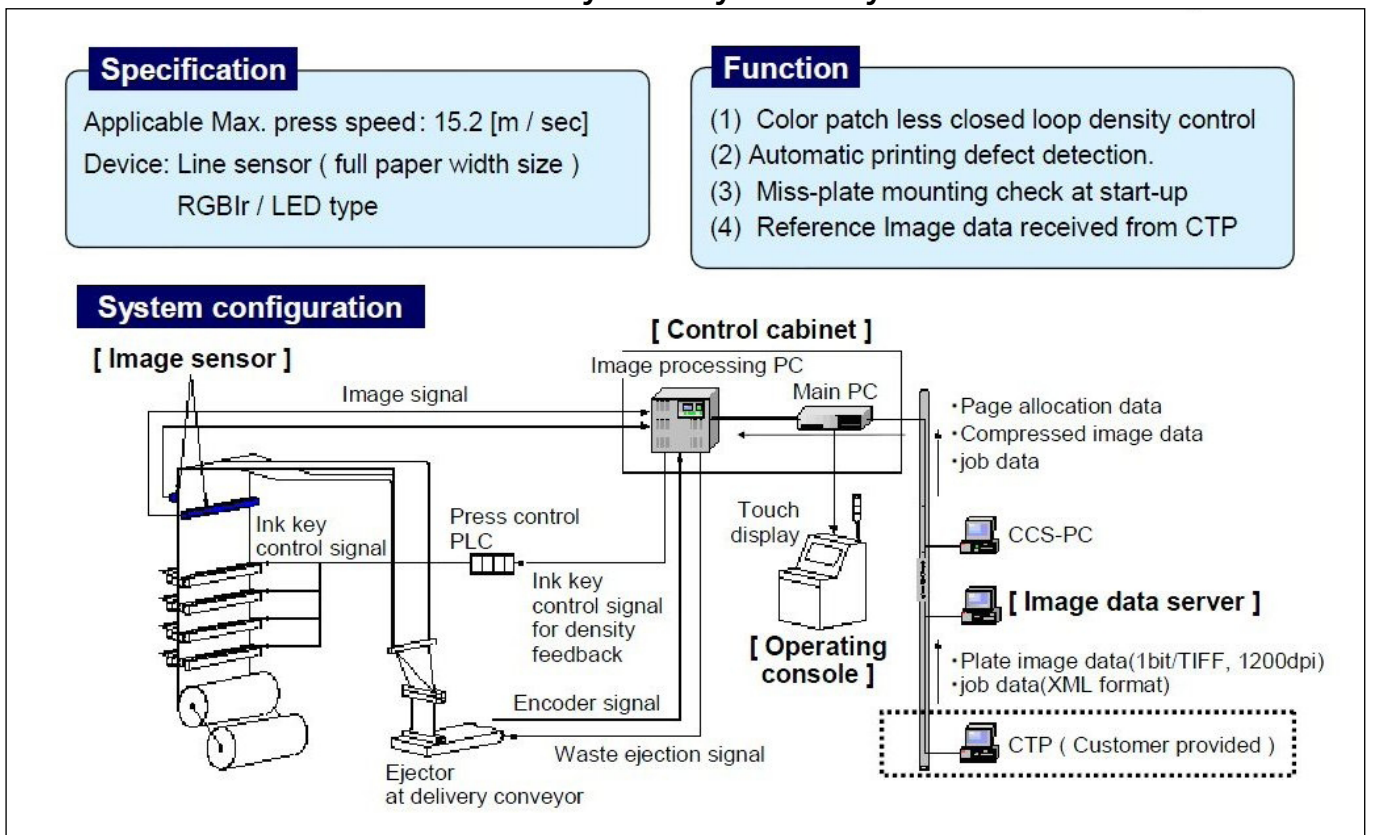 Specification
Applicable Max. press speed: 15.2 [m / sec]
Device: Line sensor ( full paper width size )
RGBIr / LED type
Function
(1) Color patch less closed loop density control
(2) Automatic printing defect detection.
(3) Miss-plate mounting check at start-up
(4) Reference Image data received from CTP
System configuration
[ Image sensor ]
[ Control cabinet ]
Image processing PC
Main PC
Image signal
・Page allocation data
・Compressed image data
・job data
Ink key
control signal
Press control
PLC
Touch
display
CCS-PC
Ink key
control signal
for density
feedback
[ Image data server ]
[ Operating
console ]
・Plate image data(1bit/TIFF, 1200dpi)
・job data(XML format)
Encoder signal
Waste ejection signal
CTP ( Customer provided )
Ejector
at delivery conveyor